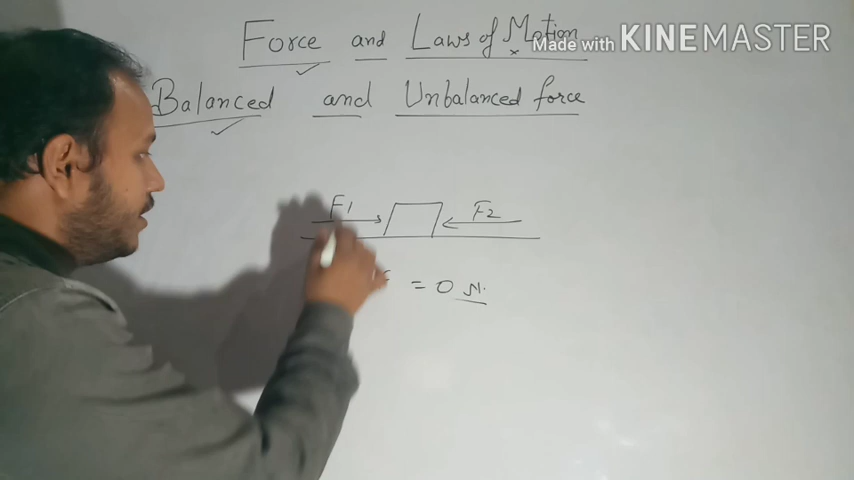 Force and Laws of Motion
Made with KINEMASTER
Balanced and Unbalanced force
F1 F2
= 0 N.